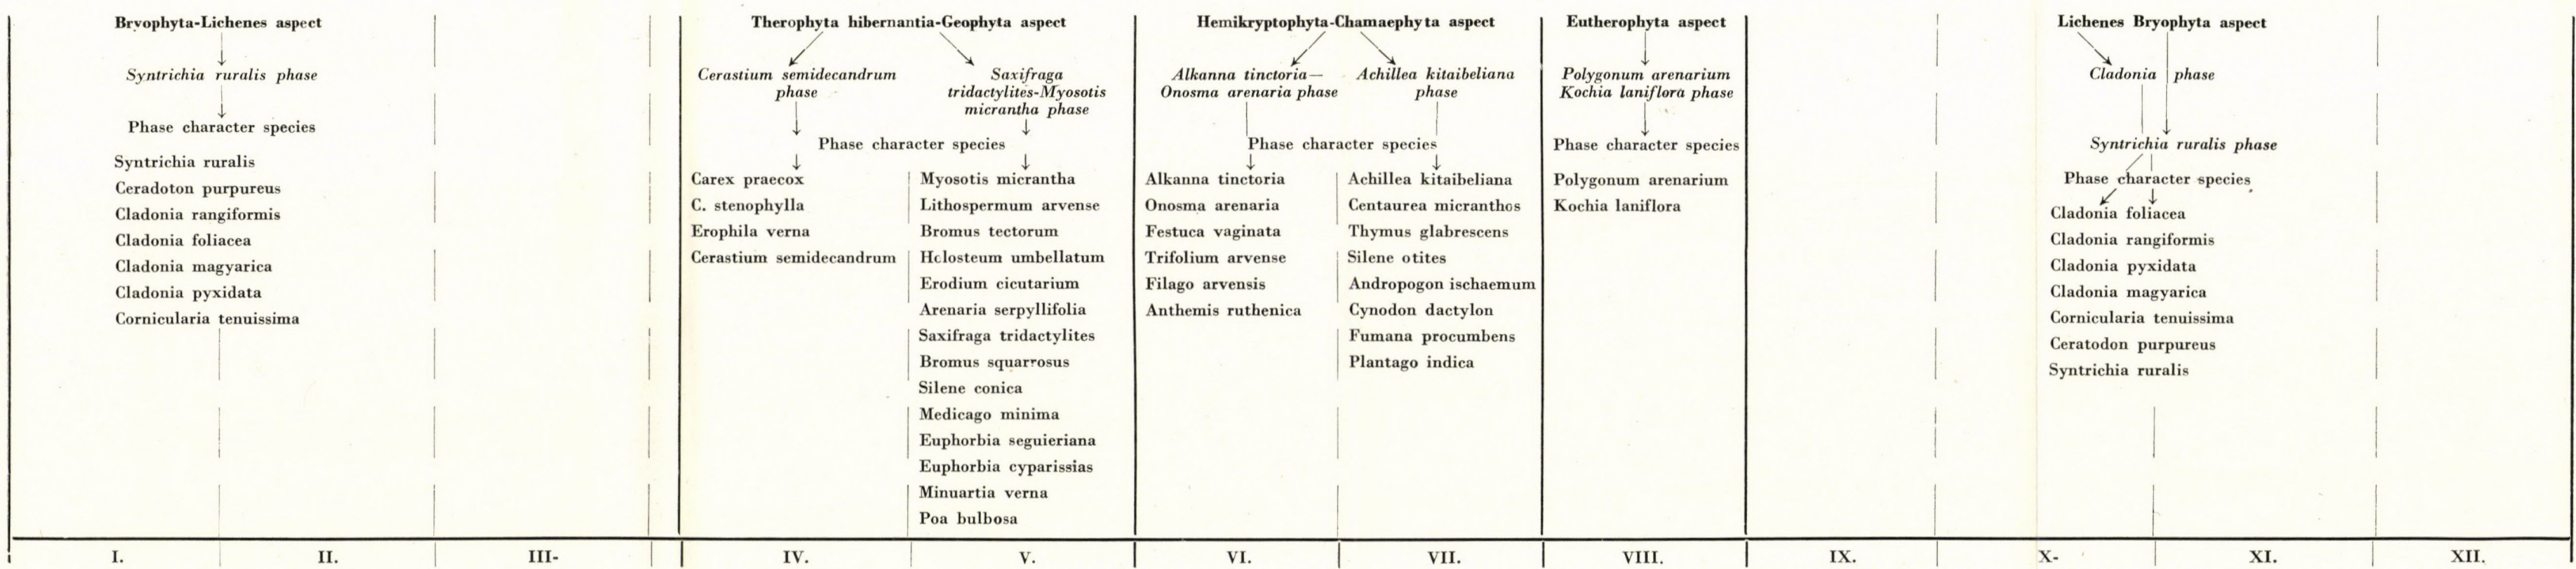 Bryophyta-Lichenes aspect
Syntrichia ruralis phase
Phase character species
Syntrichia ruralis
Ceradoton purpureus
Cladonia rangiformis
Cladonia foliacea
Cladonia magyarica
Cladonia pyxidata
Cornicularia tenuissima
Therophyta hibernantia-Geophyta aspect
Cerastium semidecandrum
phase
Saxifraga
tridactylites-Myosotis
micrantha phase
Phase character species
Carex praecox
C. stenophylla
Erophila verna
Cerastium semidecandrum
Myosotis micrantha
Lithospermum arvense
Bromus tectorum
Holosteum umbellatum
Erodium cicutarium
Arenaria serpyllifolia
Saxifraga tridactylites
Bromus squarrosus
Silene conica
Medicago minima
Euphorbia seguieriana
Euphorbia cyparissias
Minuartia verna
Poa bulbosa
Hemikryptophyta-Chamaephyta aspect
Alkanna tinctoria—
Onosma arenaria phase
Achillea kitaibeliana
phase
Phase character species
Alkanna tinctoria
Onosma arenaria
Festuca vaginata
Trifolium arvense
Filago arvensis
Anthemis ruthenica
Achillea kitaibeliana
Centaurea micranthos
Thymus glabrescens
Silene otites
Andropogon ischaemum
Cynodon dactylon
Fumana procumbens
Plantago indica
Eutherophyta aspect
Polygonum arenarium
Kochia laniflora phase
Phase character species
Polygonum arenarium
Kochia laniflora
Lichenes Bryophyta aspect
Cladonia phase
Syntrichia ruralis phase
Phase character species
Cladonia foliacea
Cladonia rangiformis
Cladonia pyxidata
Cladonia magyarica
Cornicularia tenuissima
Ceratodon purpureus
Syntrichia ruralis
I. II. III- IV. V. VI. VII. VIII. IX. X- XI. XII.